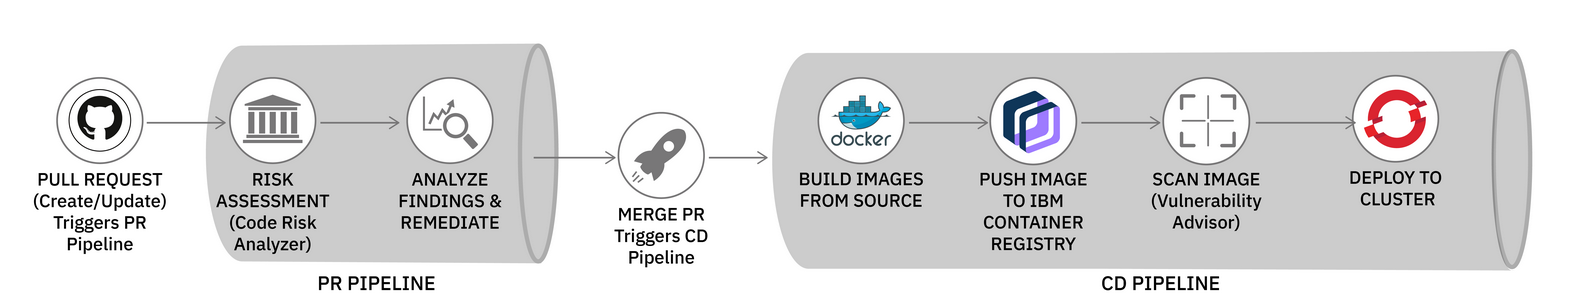 PULL REQUEST
(Create/Update)
Triggers PR
Pipeline
RISK
ASSESSMENT
(Code Risk
Analyzer)
ANALYZE
FINDINGS &
REMEDIATE
PR PIPELINE
MERGE PR
Triggers CD
Pipeline
docker
BUILD IMAGES
FROM SOURCE
PUSH IMAGE
TO IBM
CONTAINER
REGISTRY
SCAN IMAGE
(Vulnerability
Advisor)
DEPLOY TO
CLUSTER
CD PIPELINE